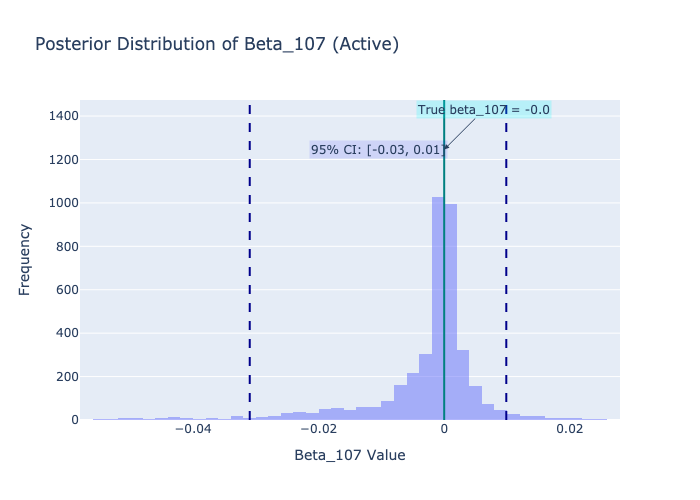 Posterior Distribution of Beta_107 (Active)
True beta_107 = -0.0
95% CI: [-0.03, 0.01]
1400
1200
1000
800
600
400
200
0
−0.04
−0.02
0
0.02
Frequency
Beta_107 Value